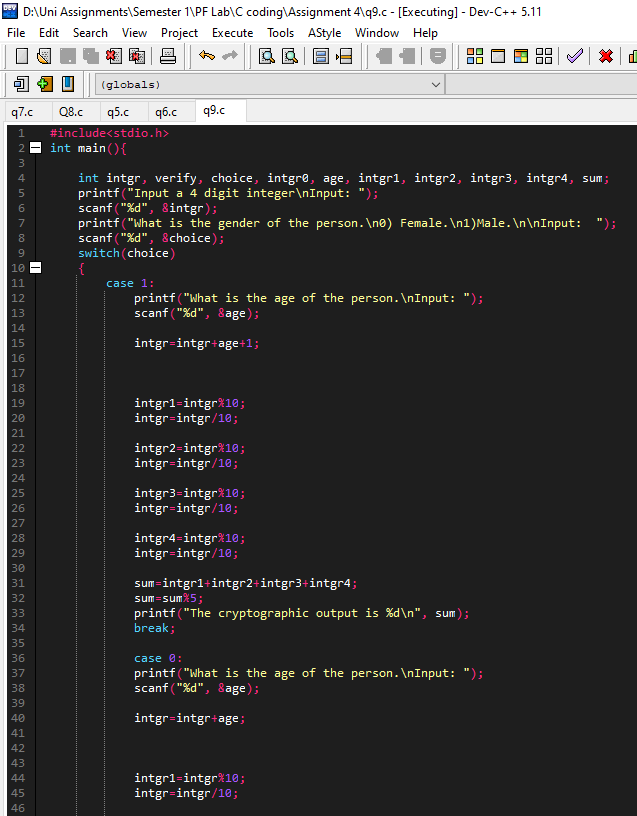 D:\Uni Assignments\Semester 1\PF Lab\C coding\Assignment 4\q9.c - [Executing] - Dev-C++ 5.11
File Edit Search View Project Execute Tools AStyle Window Help
(globals)
q7.c Q8.c q5.c q6.c q9.c
1 #include<stdio.h>
2 int main(){
3
4 int intgr, verify, choice, intgr0, age, intgr1, intgr2, intgr3, intgr4, sum;
5 printf("Input a 4 digit integer\nInput: ");
6 scanf("%d", &intgr);
7 printf("What is the gender of the person.\n0) Female.\n1)Male.\n\nInput:  ");
8 scanf("%d", &choice);
9 switch(choice)
10 {
11 case 1:
12 printf("What is the age of the person.\nInput: ");
13 scanf("%d", &age);
14
15 intgr=intgr+age+1;
16
17
18
19 intgr1=intgr%10;
20 intgr=intgr/10;
21
22 intgr2=intgr%10;
23 intgr=intgr/10;
24
25 intgr3=intgr%10;
26 intgr=intgr/10;
27
28 intgr4=intgr%10;
29 intgr=intgr/10;
30
31 sum=intgr1+intgr2+intgr3+intgr4;
32 sum=sum%5;
33 printf("The cryptographic output is %d\n", sum);
34 break;
35
36 case 0:
37 printf("What is the age of the person.\nInput: ");
38 scanf("%d", &age);
39
40 intgr=intgr+age;
41
42
43
44 intgr1=intgr%10;
45 intgr=intgr/10;
46